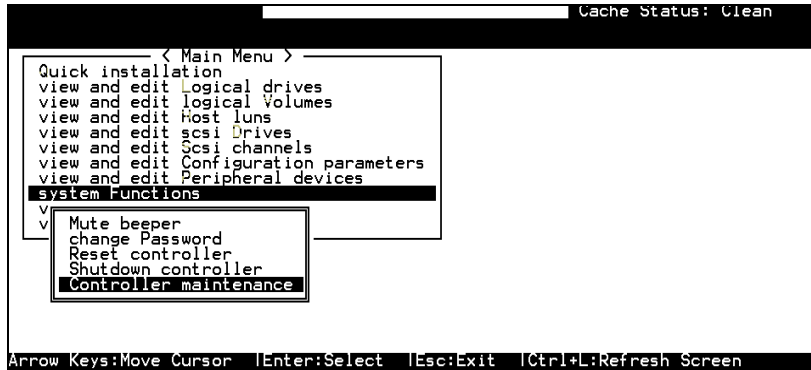 Cache Status: Clean
< Main Menu >
Quick installation
view and edit Logical drives
view and edit logical Volumes
view and edit Host luns
view and edit scsi Drives
view and edit Scsi channels
view and edit Configuration parameters
view and edit Peripheral devices
system Functions
v
v
Mute beeper
change Password
Reset controller
Shutdown controller
Controller maintenance
Arrow Keys:Move Cursor |Enter:Select |Esc:Exit |Ctrl+L:Refresh Screen